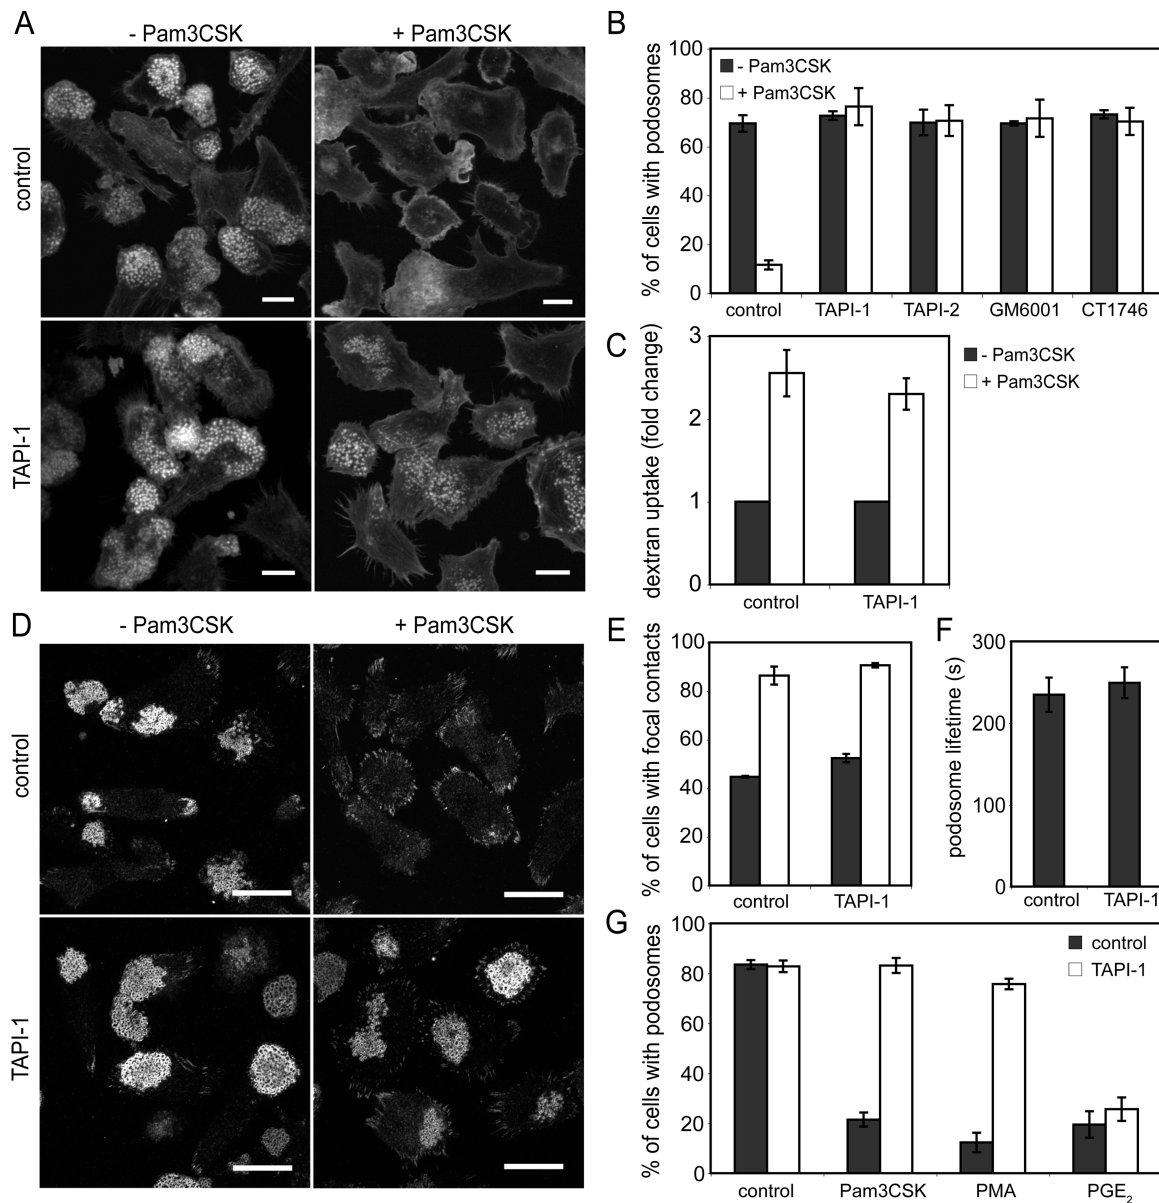 A
- Pam3CSK
+ Pam3CSK
control
TAPI-1
B
% of cells with podosomes
100
80
60
40
20
0
- Pam3CSK
+ Pam3CSK
control TAPI-1 TAPI-2 GM6001 CT1746
C
dextran uptake (fold change)
3
2
1
0
- Pam3CSK
+ Pam3CSK
control TAPI-1
D
- Pam3CSK
+ Pam3CSK
control
TAPI-1
E
% of cells with focal contacts
100
80
60
40
20
0
control TAPI-1
F
podosome lifetime (s)
300
200
100
0
control TAPI-1
G
% of cells with podosomes
100
80
60
40
20
0
control
TAPI-1
control Pam3CSK PMA PGE₂